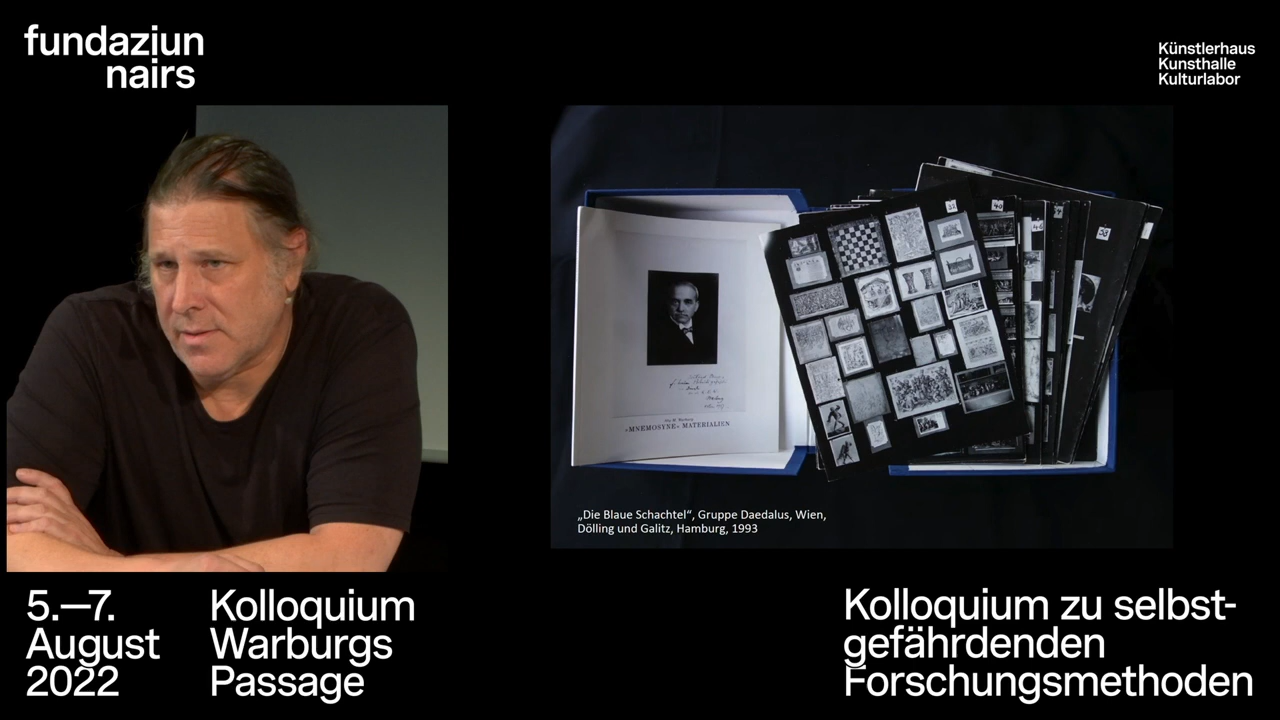 fundaziun
nairs
Künstlerhaus
Kunsthalle
Kulturlabor
»MNEMOSYNE« MATERIALIEN
„Die Blaue Schachtel“, Gruppe Daedalus, Wien,
Dölling und Galitz, Hamburg, 1993
5.—7.
August
2022
Kolloquium
Warburgs
Passage
Kolloquium zu selbst-
gefährdenden
Forschungsmethoden